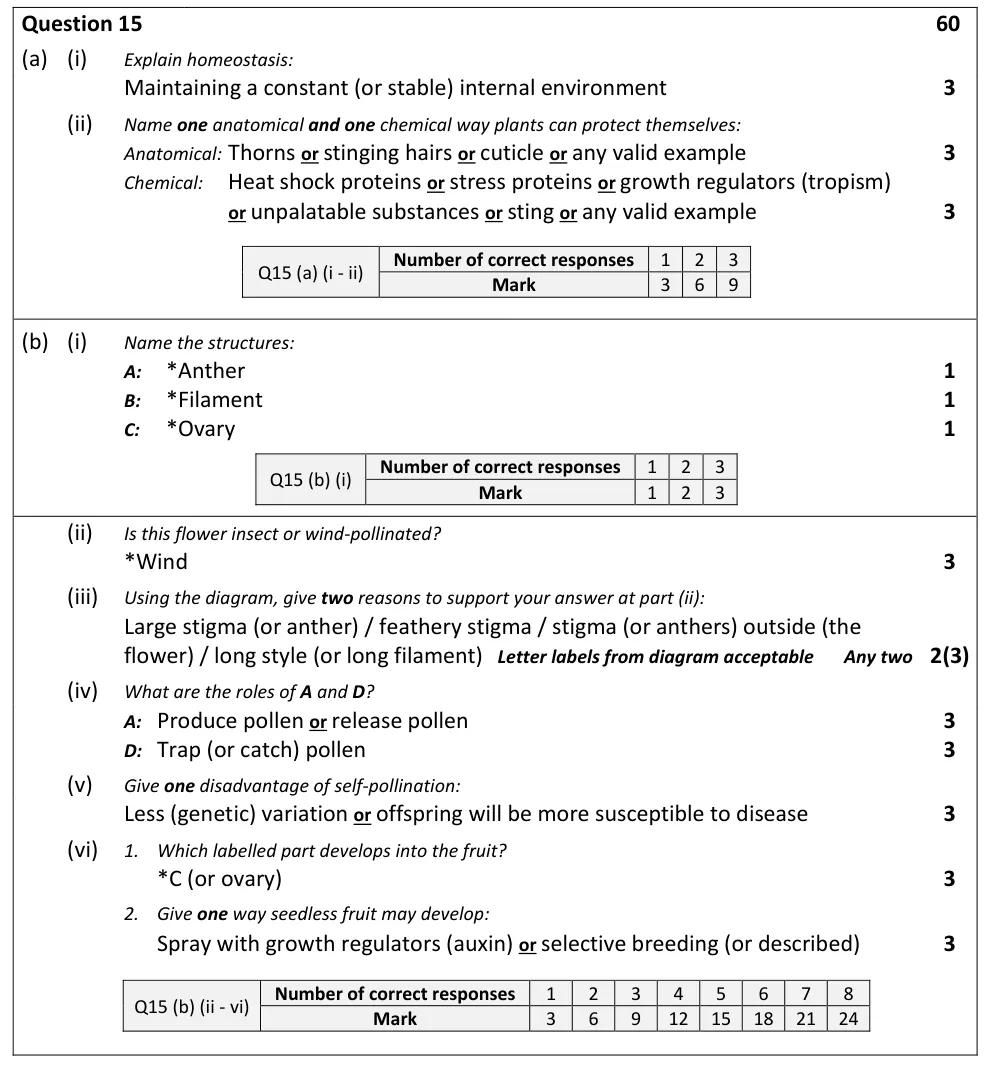 Question 15 60
(a) (i) Explain homeostasis:
Maintaining a constant (or stable) internal environment 3
(ii) Name one anatomical and one chemical way plants can protect themselves:
Anatomical: Thorns or stinging hairs or cuticle or any valid example 3
Chemical: Heat shock proteins or stress proteins or growth regulators (tropism)
or unpalatable substances or sting or any valid example 3
Q15 (a) (i - ii) Number of correct responses 1 2 3
Mark 3 6 9
(b) (i) Name the structures:
A: *Anther 1
B: *Filament 1
C: *Ovary 1
Q15 (b) (i) Number of correct responses 1 2 3
Mark 1 2 3
(ii) Is this flower insect or wind-pollinated?
*Wind 3
(iii) Using the diagram, give two reasons to support your answer at part (ii):
Large stigma (or anther) / feathery stigma / stigma (or anthers) outside (the
flower) / long style (or long filament) Letter labels from diagram acceptable Any two 2(3)
(iv) What are the roles of A and D?
A: Produce pollen or release pollen 3
D: Trap (or catch) pollen 3
(v) Give one disadvantage of self-pollination:
Less (genetic) variation or offspring will be more susceptible to disease 3
(vi) 1. Which labelled part develops into the fruit?
*C (or ovary) 3
2. Give one way seedless fruit may develop:
Spray with growth regulators (auxin) or selective breeding (or described) 3
Q15 (b) (ii - vi) Number of correct responses 1 2 3 4 5 6 7 8
Mark 3 6 9 12 15 18 21 24